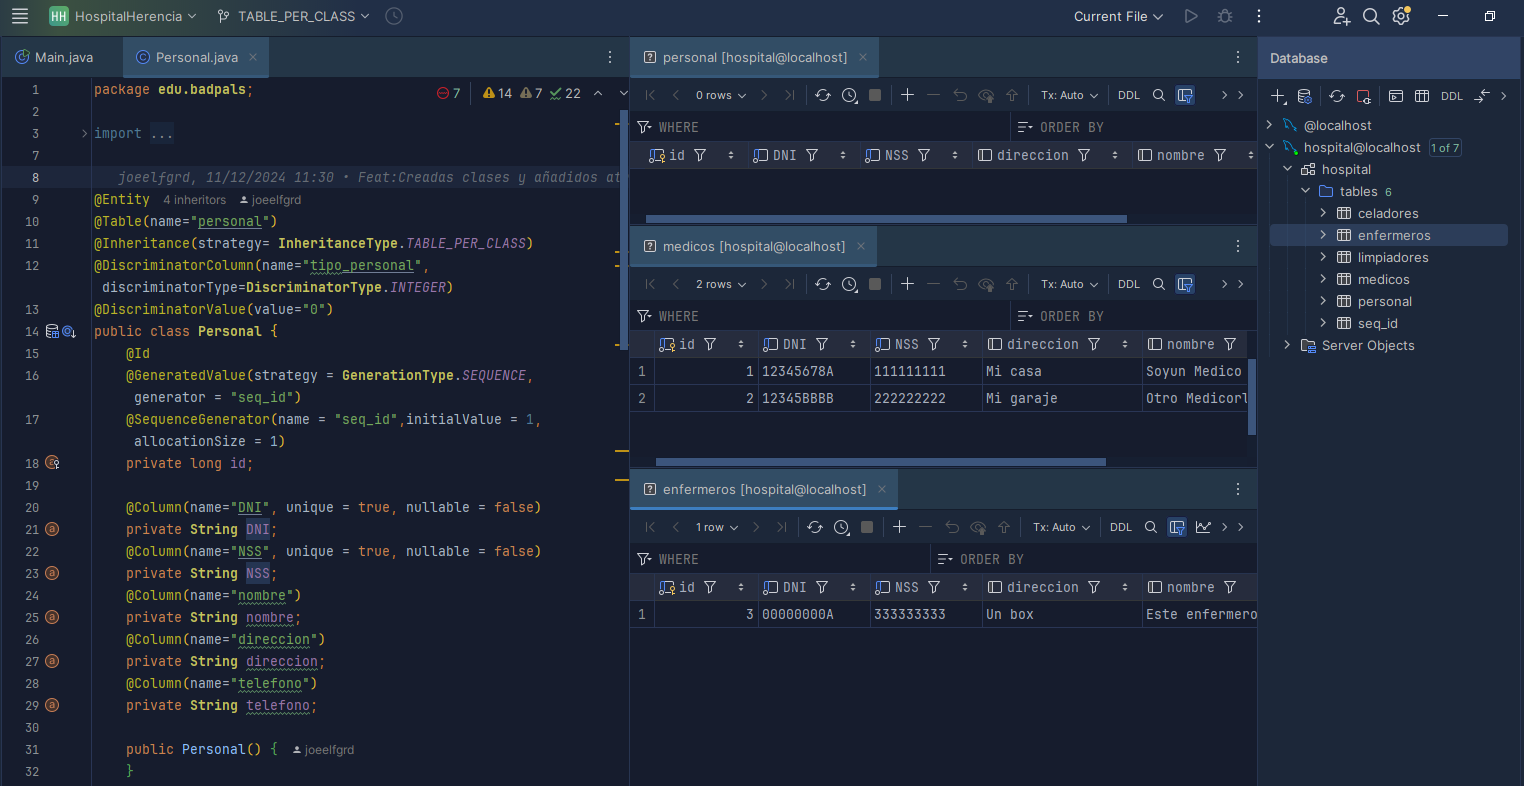 HH HospitalHerencia TABLE_PER_CLASS Current File
Main.java Personal.java
7 14 7 22
1 package edu.badpals;
2
3 import ...
7
8 joeelfgrd, 11/12/2024 11:30 • Feat:Creadas clases y añadidos at
9 @Entity 4 inheritors joeelfgrd
10 @Table(name="personal")
11 @Inheritance(strategy= InheritanceType.TABLE_PER_CLASS)
12 @DiscriminatorColumn(name="tipo_personal",
discriminatorType=DiscriminatorType.INTEGER)
13 @DiscriminatorValue(value="0")
14 public class Personal {
15 @Id
16 @GeneratedValue(strategy = GenerationType.SEQUENCE,
generator = "seq_id")
17 @SequenceGenerator(name = "seq_id",initialValue = 1,
allocationSize = 1)
18 private long id;
19
20 @Column(name="DNI", unique = true, nullable = false)
21 private String DNI;
22 @Column(name="NSS", unique = true, nullable = false)
23 private String NSS;
24 @Column(name="nombre")
25 private String nombre;
26 @Column(name="direccion")
27 private String direccion;
28 @Column(name="telefono")
29 private String telefono;
30
31 public Personal() { joeelfgrd
32 }
personal [hospital@localhost]
0 rows Tx: Auto DDL
WHERE ORDER BY
id DNI NSS direccion nombre
medicos [hospital@localhost]
2 rows Tx: Auto DDL
WHERE ORDER BY
id DNI NSS direccion nombre
1 1 12345678A 111111111 Mi casa Soyun Medico
2 2 12345BBBB 222222222 Mi garaje Otro Medicorl
enfermeros [hospital@localhost]
1 row Tx: Auto DDL
WHERE ORDER BY
id DNI NSS direccion nombre
1 3 00000000A 333333333 Un box Este enfermero
Database
DDL
@localhost
hospital@localhost 1 of 7
hospital
tables 6
celadores
enfermeros
limpiadores
medicos
personal
seq_id
Server Objects